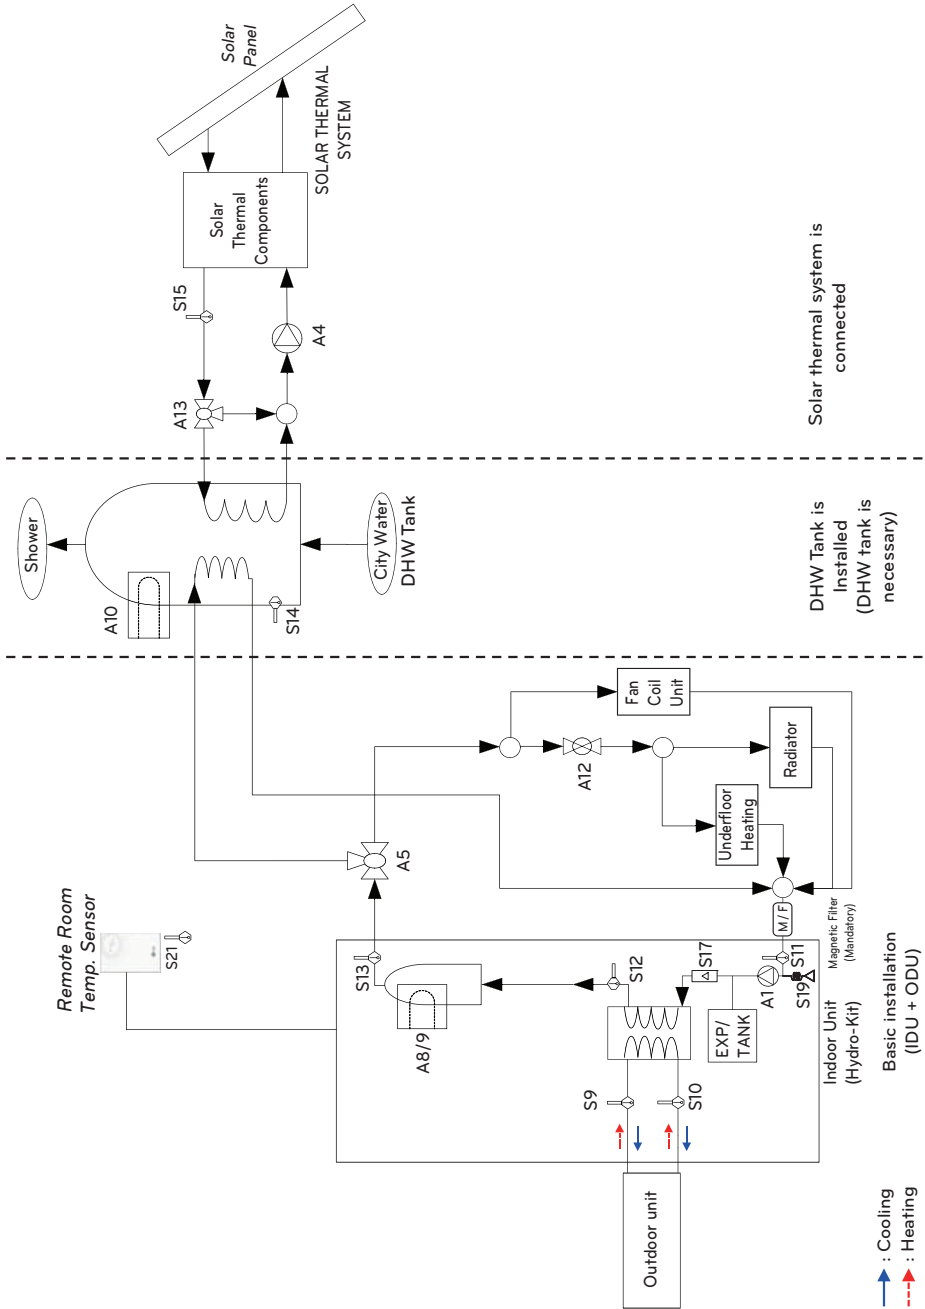 Solar
Panel
SOLAR THERMAL
SYSTEM
Solar
Thermal
Components
S15
A4
A13
Solar thermal system is
connected
Shower
City Water
DHW Tank
A10
S14
DHW Tank is
Installed
(DHW tank is
necessary)
Fan
Coil
Unit
Radiator
A12
Underfloor
Heating
A5
Remote Room
Temp. Sensor
S21
M/F
Magnetic Filter
(Mandatory)
S13
S12
S17
S11
A1
S19
A8/9
EXP/
TANK
S9
S10
Indoor Unit
(Hydro-Kit)
Basic installation
(IDU + ODU)
Outdoor unit
: Cooling
: Heating